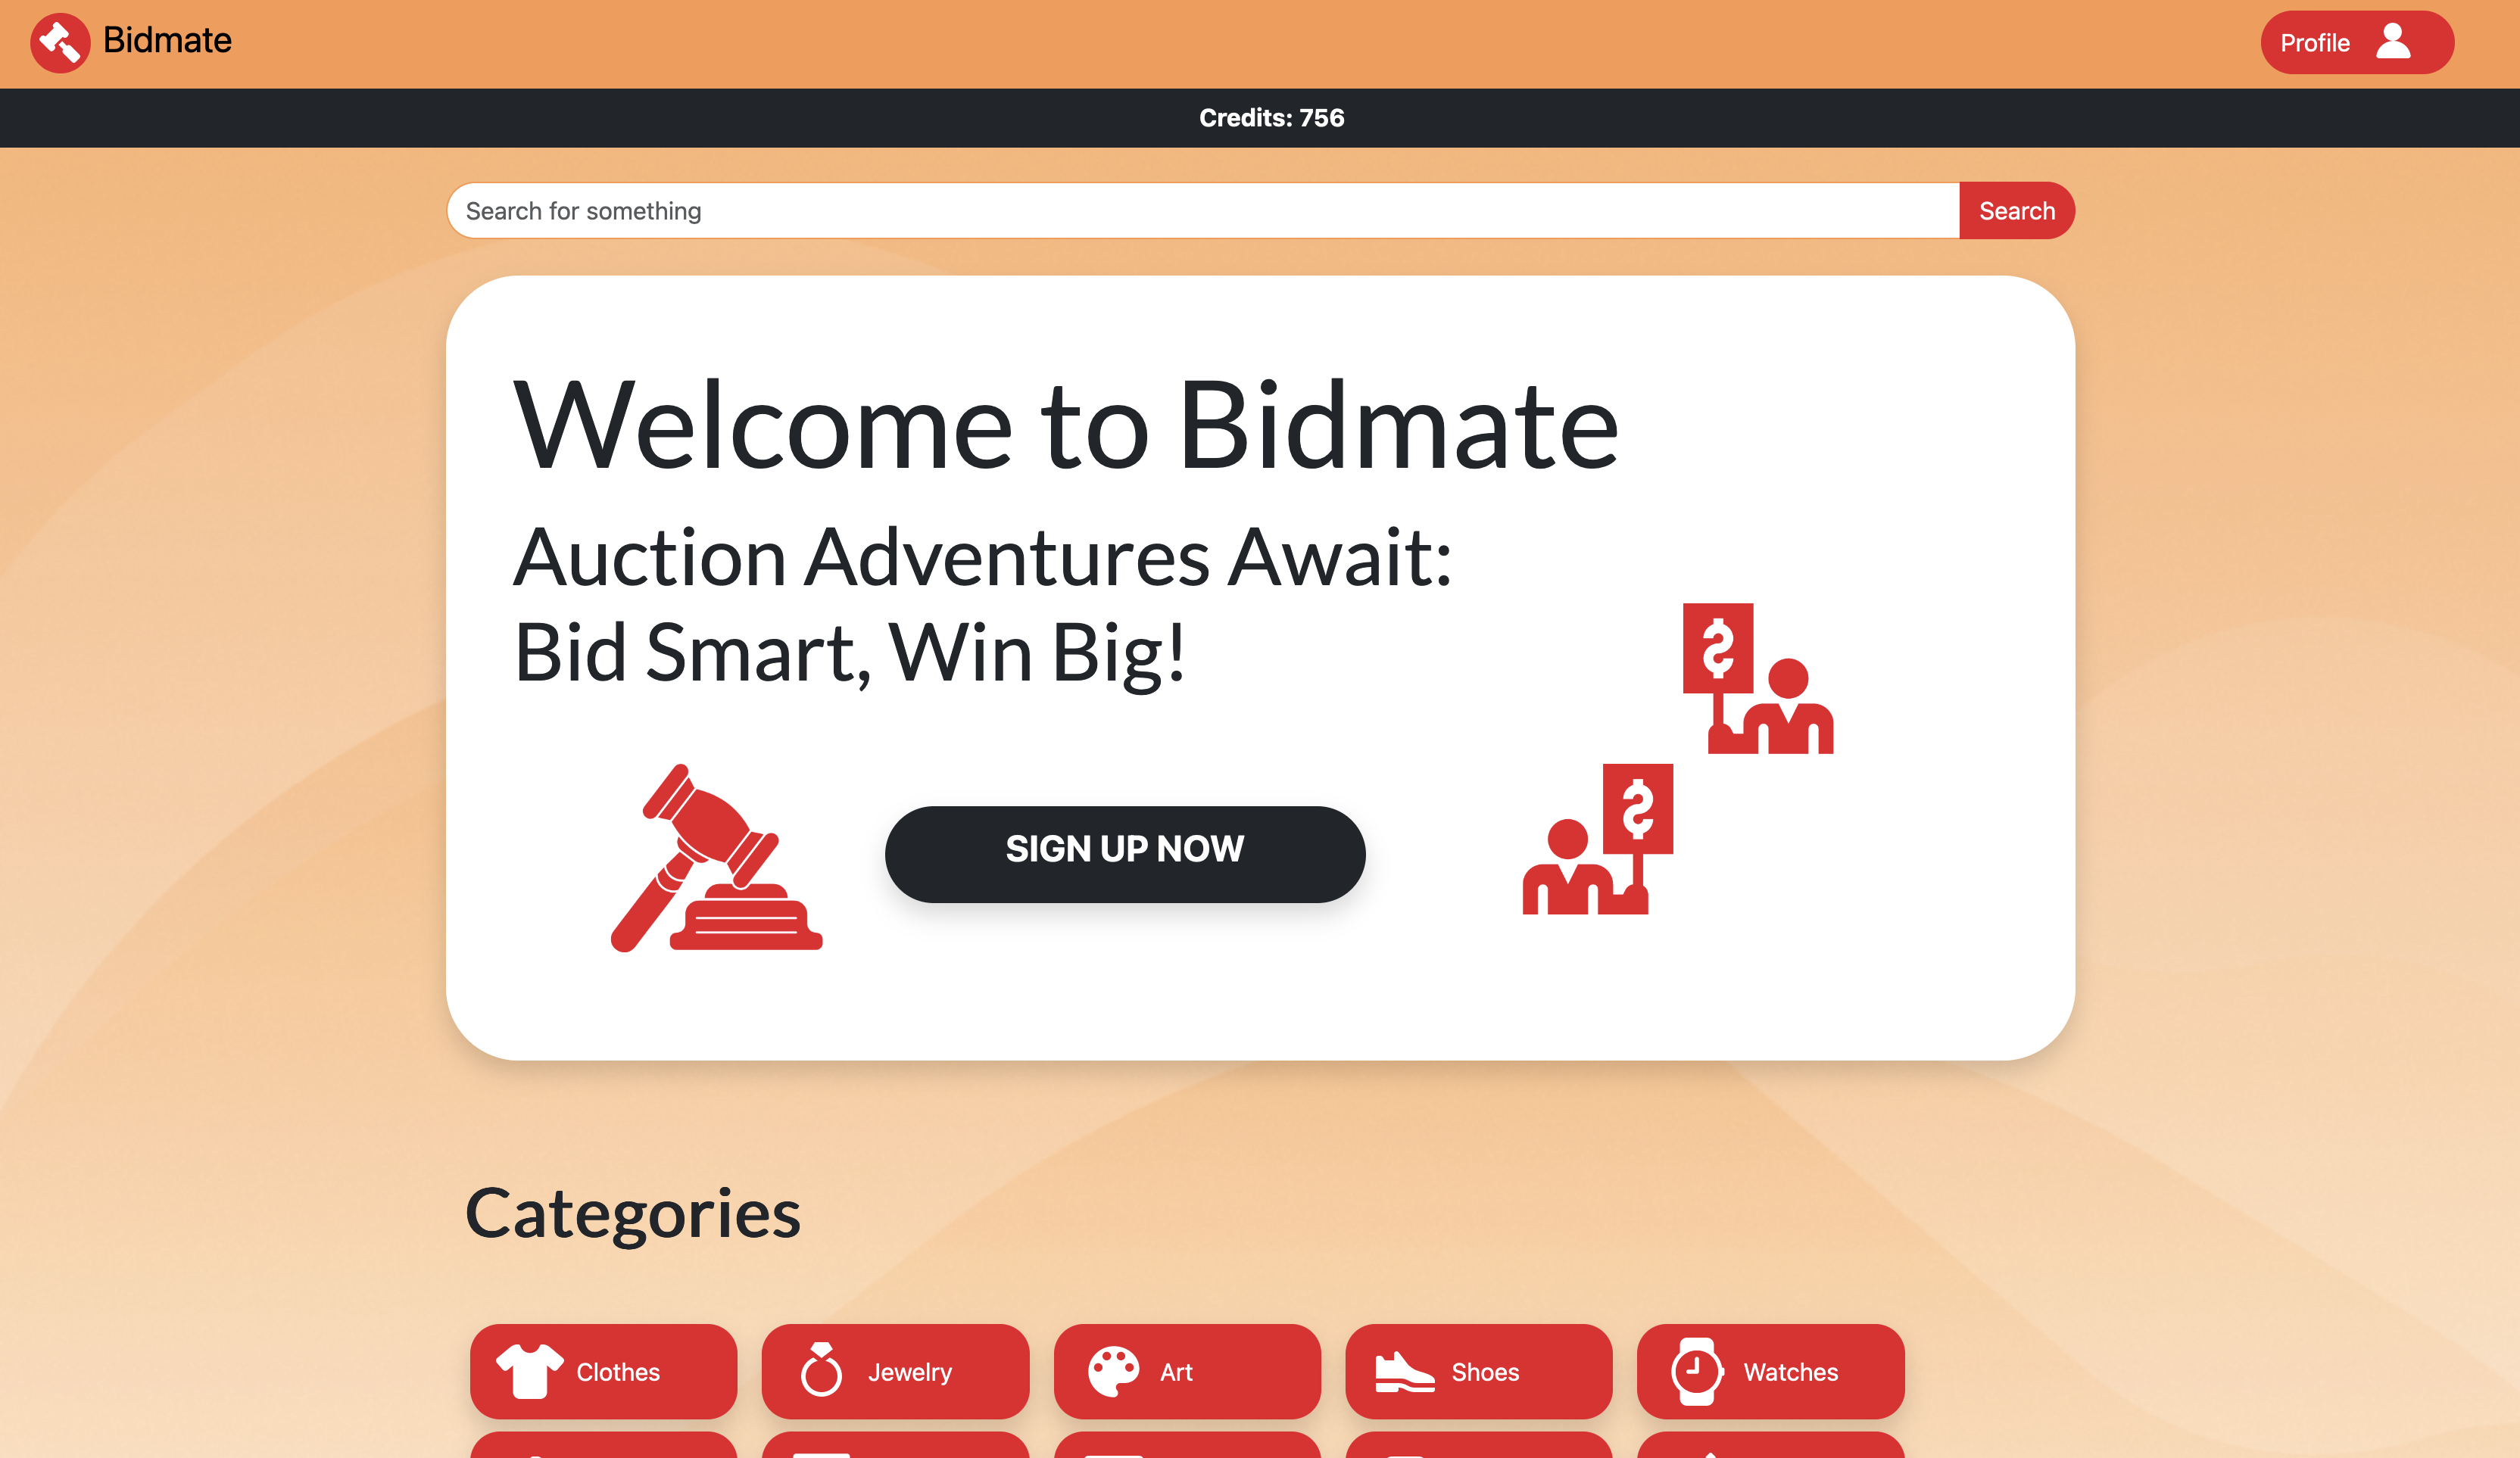 Bidmate
Profile
Credits: 756
Search for something
Search
Welcome to Bidmate
Auction Adventures Await:
Bid Smart, Win Big!
$
$
SIGN UP NOW
Categories
Clothes
Jewelry
Art
Shoes
Watches